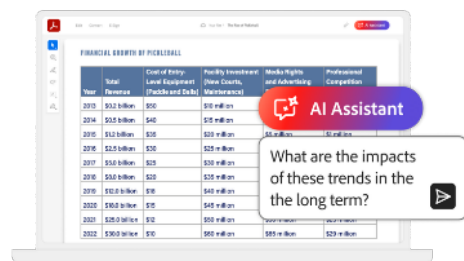 AI Assistant
FINANCIAL GROWTH OF PICKLEBALL
Year Total Revenue Cost of Entry-Level Equipment (Paddle and Balls) Facility Investment (New Courts, Maintenance) Media Rights and Advertising Professional Competition
2013 $0.2 billion $50 $10 million
2014 $0.5 billion $40 $15 million
2015 $1.2 billion $35 $20 million
2016 $2.5 billion $30 $25 million
2017 $5.0 billion $25 $30 million
2018 $8.0 billion $20 $35 million
2019 $12.0 billion $18 $40 million
2020 $18.0 billion $15 $45 million
2021 $25.0 billion $12 $50 million
2022 $30.0 billion $10 $60 million $85 million $29 million
AI Assistant
What are the impacts
of these trends in the
the long term?